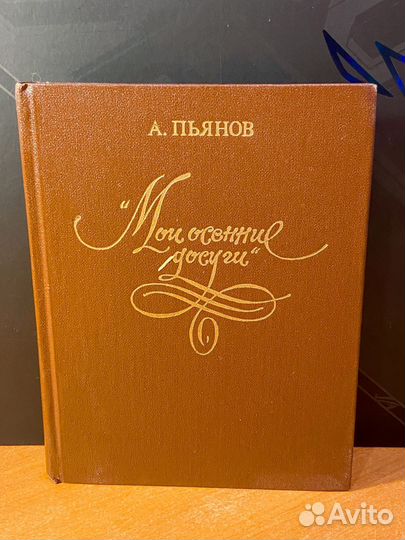 А. ПЬЯНОВ
"Мои осенние
досуги"
Avito